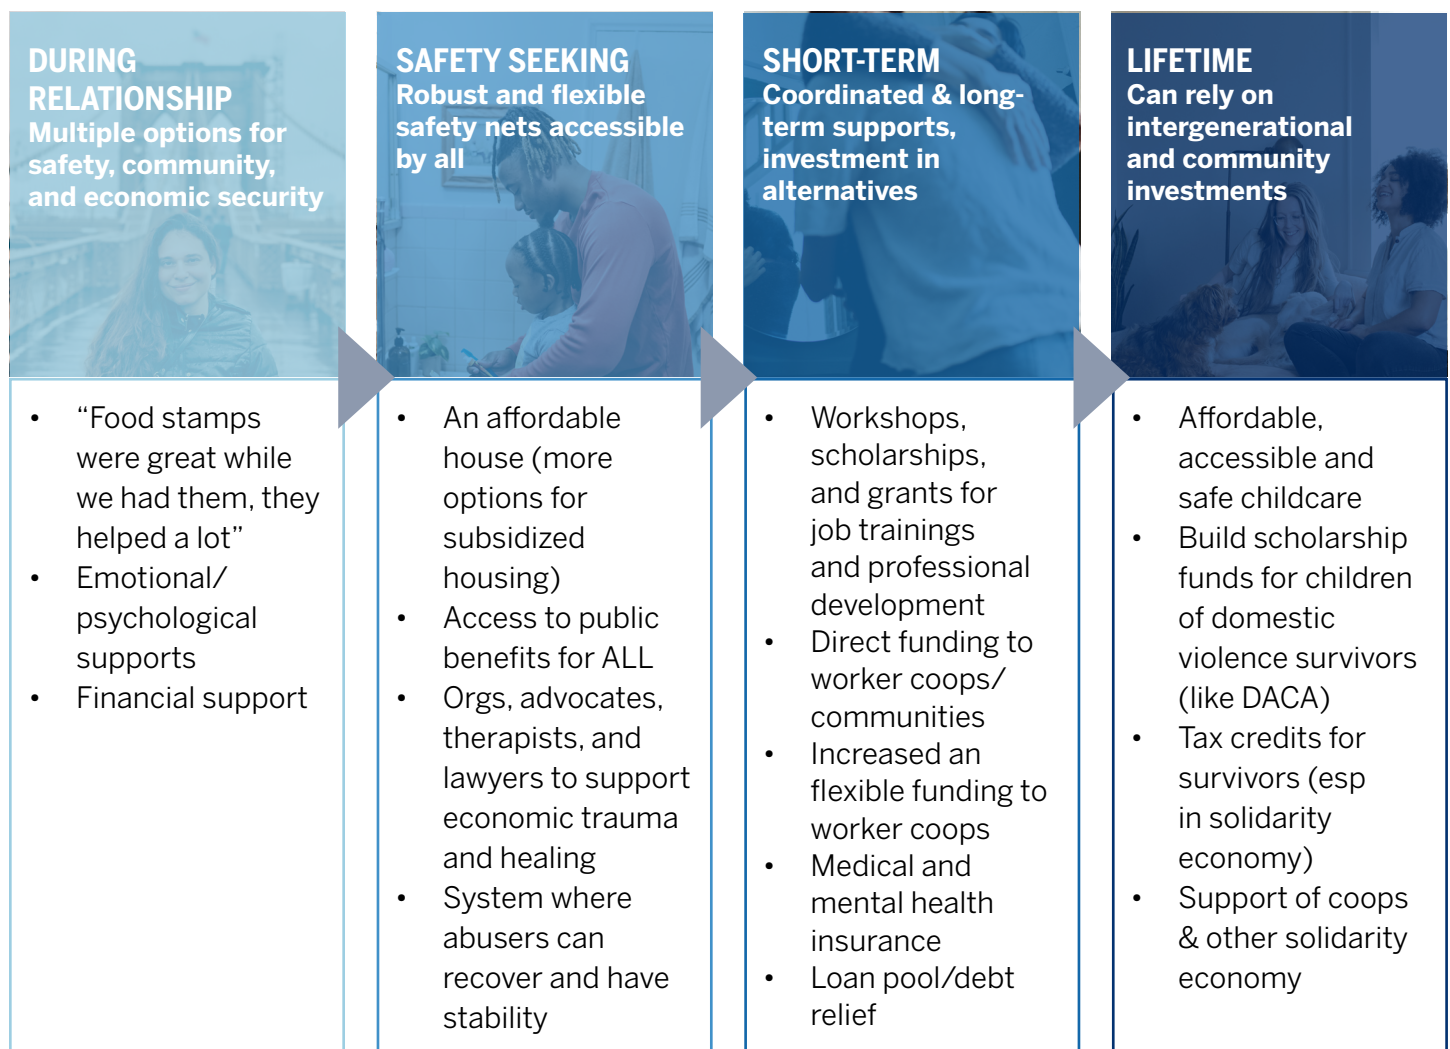 DURING
RELATIONSHIP
Multiple options for
safety, community,
and economic security
• “Food stamps
were great while
we had them, they
helped a lot”
• Emotional/
psychological
supports
• Financial support
SAFETY SEEKING
Robust and flexible
safety nets accessible
by all
• An affordable
house (more
options for
subsidized
housing)
• Access to public
benefits for ALL
• Orgs, advocates,
therapists, and
lawyers to support
economic trauma
and healing
• System where
abusers can
recover and have
stability
SHORT-TERM
Coordinated & long-
term supports,
investment in
alternatives
• Workshops,
scholarships,
and grants for
job trainings
and professional
development
• Direct funding to
worker coops/
communities
• Increased an
flexible funding to
worker coops
• Medical and
mental health
insurance
• Loan pool/debt
relief
LIFETIME
Can rely on
intergenerational
and community
investments
• Affordable,
accessible and
safe childcare
• Build scholarship
funds for children
of domestic
violence survivors
(like DACA)
• Tax credits for
survivors (esp
in solidarity
economy)
• Support of coops
& other solidarity
economy